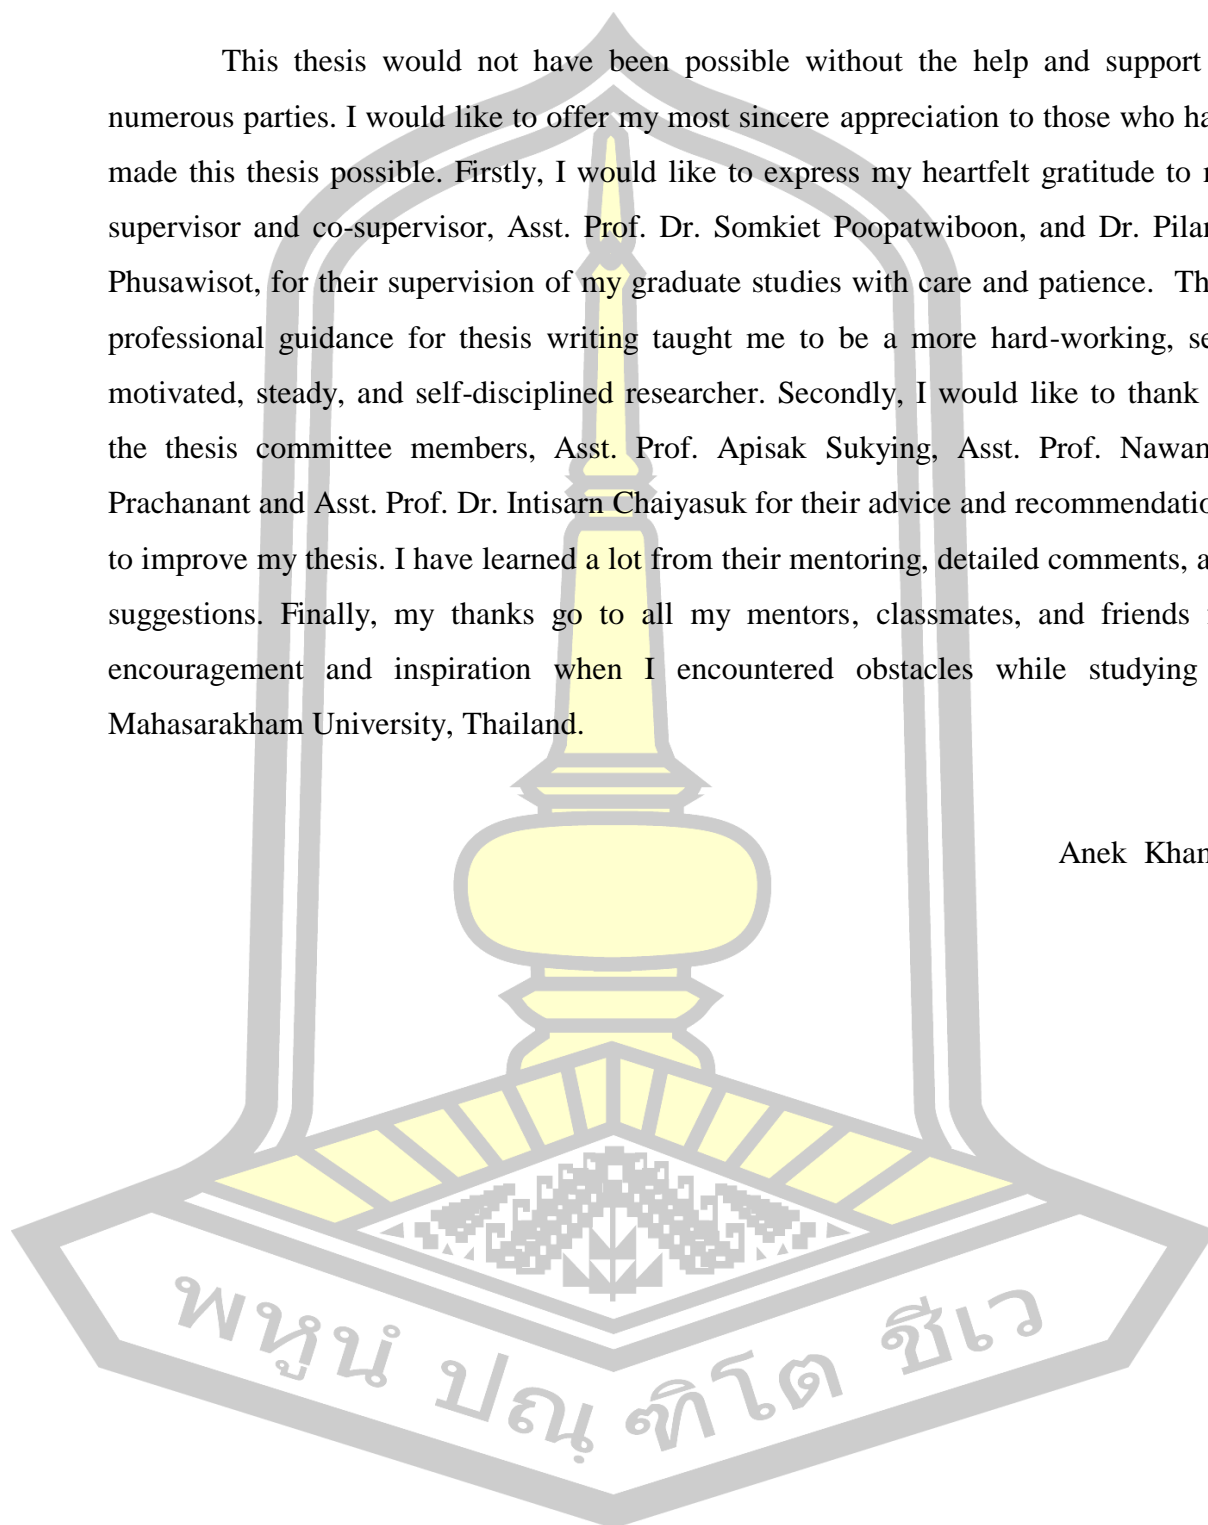 This thesis would not have been possible without the help and support
numerous parties. I would like to offer my most sincere appreciation to those who ha
made this thesis possible. Firstly, I would like to express my heartfelt gratitude to
supervisor and co-supervisor, Asst. Prof. Dr. Somkiet Poopatwiboon, and Dr. Pilar
Phusawisot, for their supervision of my graduate studies with care and patience. Th
professional guidance for thesis writing taught me to be a more hard-working, se
motivated, steady, and self-disciplined researcher. Secondly, I would like to thank
the thesis committee members, Asst. Prof. Apisak Sukying, Asst. Prof. Nawan
Prachanant and Asst. Prof. Dr. Intisarn Chaiyasuk for their advice and recommendatio
to improve my thesis. I have learned a lot from their mentoring, detailed comments, a
suggestions. Finally, my thanks go to all my mentors, classmates, and friends
encouragement and inspiration when I encountered obstacles while studying
Mahasarakham University, Thailand.
Anek Khan
พหูนํ ปณฺฑิโต ชีเว